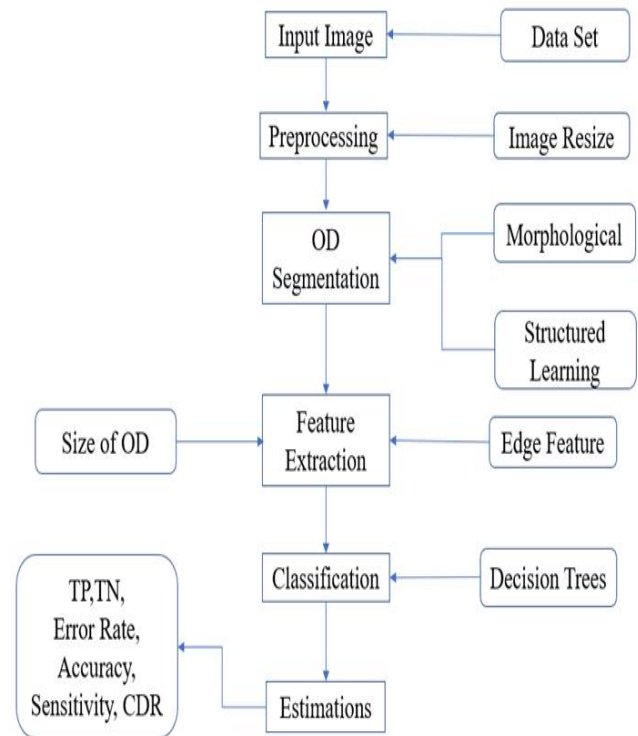 Input Image
Data Set
Preprocessing
Image Resize
OD
Segmentation
Morphological
Structured
Learning
Size of OD
Feature
Extraction
Edge Feature
Classification
Decision Trees
TP,TN,
Error Rate,
Accuracy,
Sensitivity, CDR
Estimations